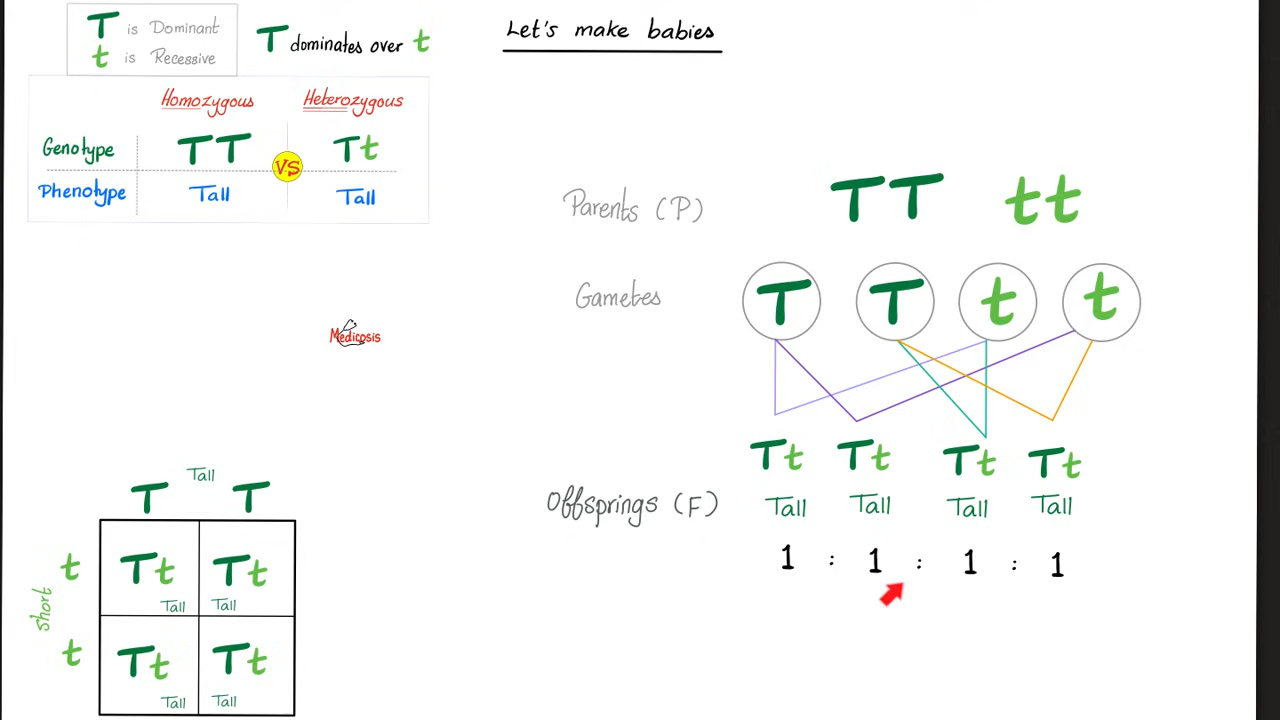 T is Dominant
t is Recessive
T dominates over t
Homozygous Heterozygous
Genotype TT VS Tt
Phenotype Tall Tall
Medicosis
Tall
T T
short
t Tt Tt
Tall Tall
t Tt Tt
Tall Tall
Let's make babies
Parents (P) TT tt
Gametes T T t t
Tt Tt Tt Tt
Offsprings (F) Tall Tall Tall Tall
1 : 1 : 1 : 1